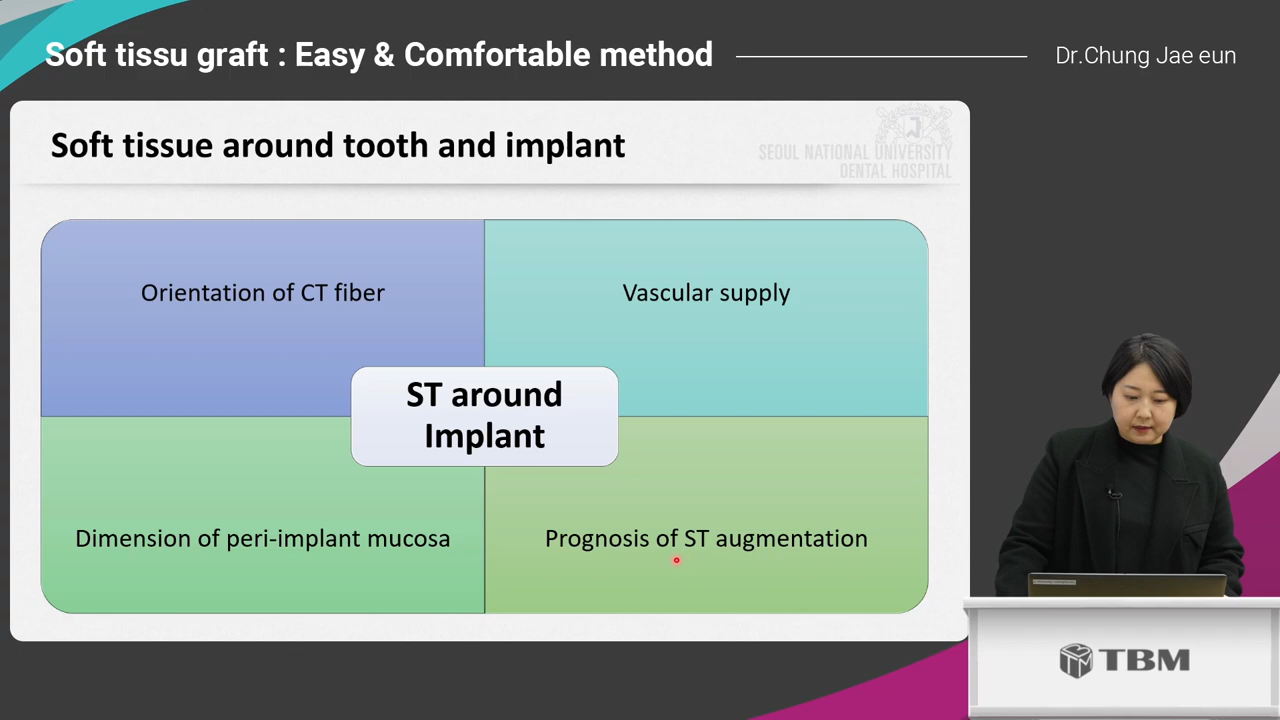 Soft tissu graft : Easy & Comfortable method
Dr.Chung Jae eun
Soft tissue around tooth and implant
SEOUL NATIONAL UNIVERSITY
DENTAL HOSPITAL
Orientation of CT fiber
Vascular supply
ST around
Implant
Dimension of peri-implant mucosa
Prognosis of ST augmentation
TBM